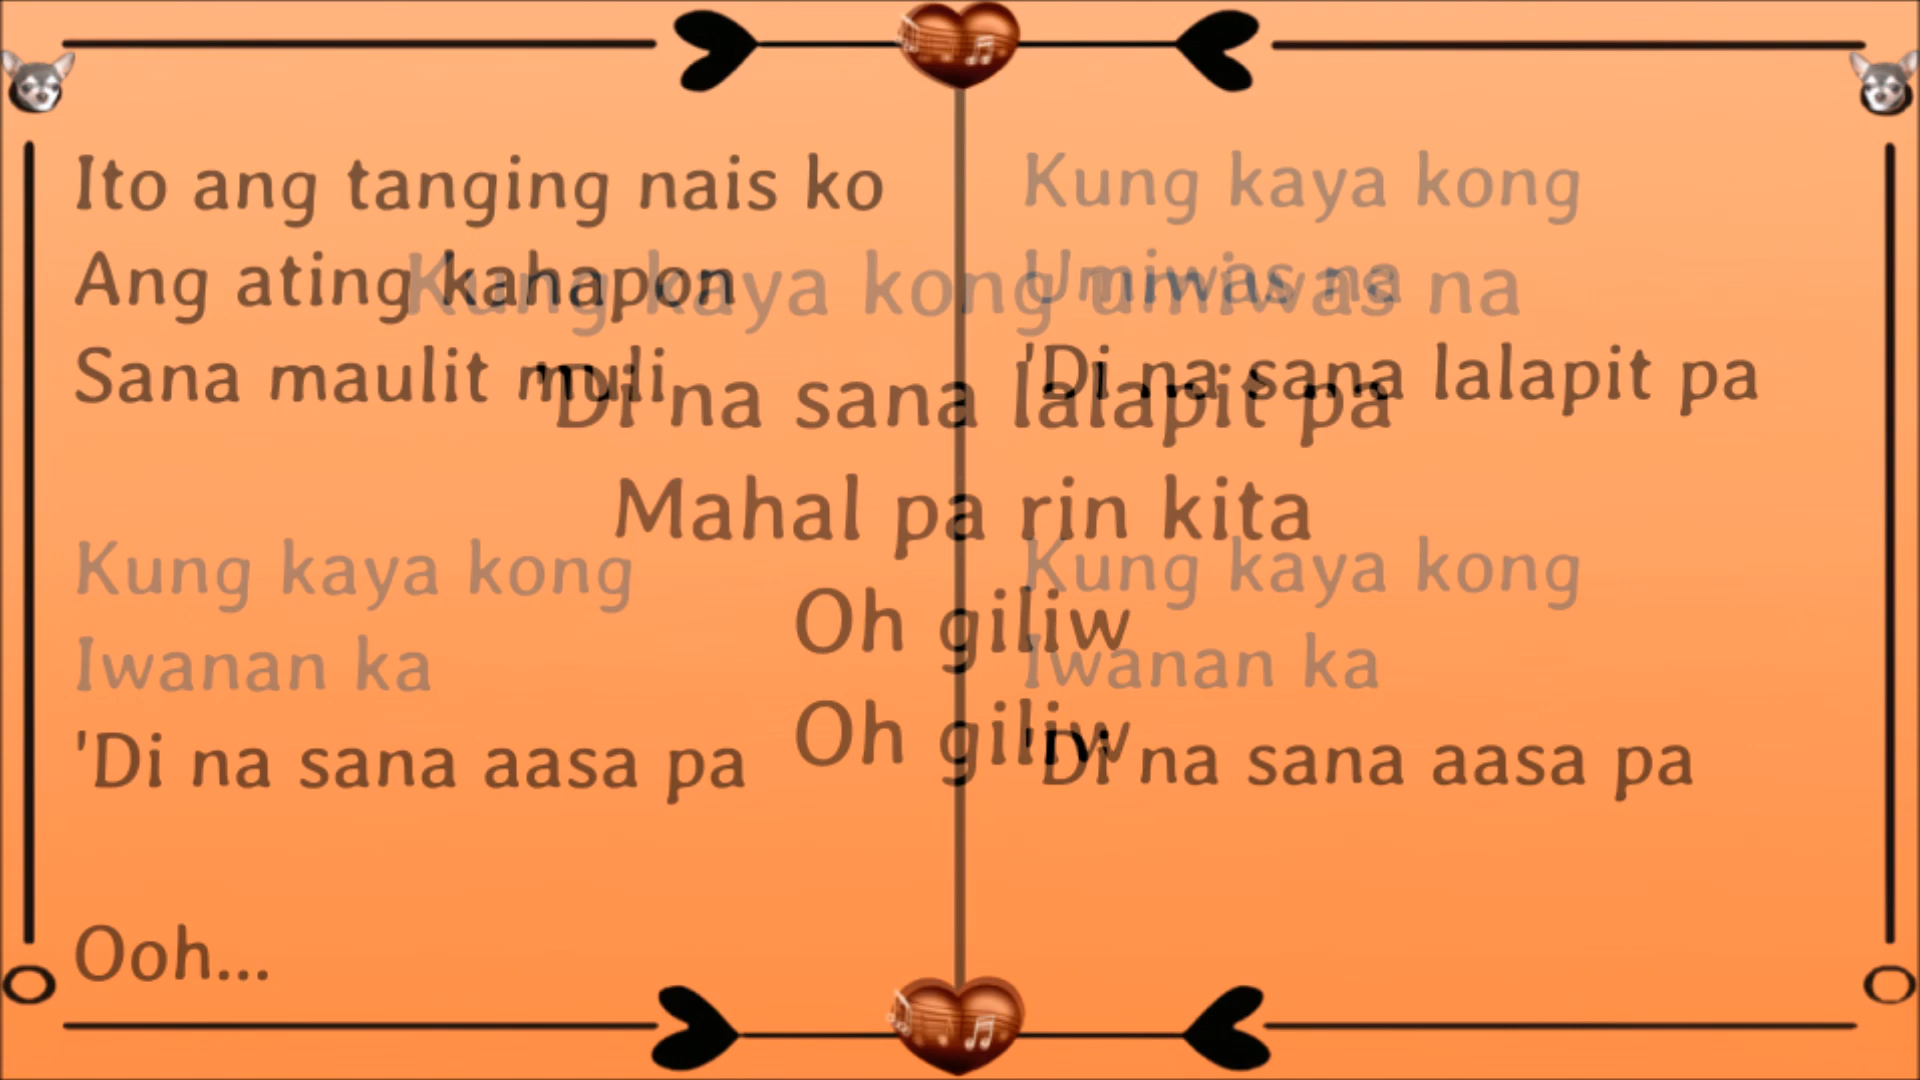 Ito ang tanging nais ko
Ang ating kahapon
Sana maulit muli
Kung kaya kong
Iwanan ka
'Di na sana aasa pa
Ooh...
Kung kaya kong
Umiwas na
'Di na sana lalapit pa
Kung kaya kong
Iwanan ka
'Di na sana aasa pa
Kung kaya kong umiwas na
'Di na sana lalapit pa
Mahal pa rin kita
Oh giliw
Oh giliw